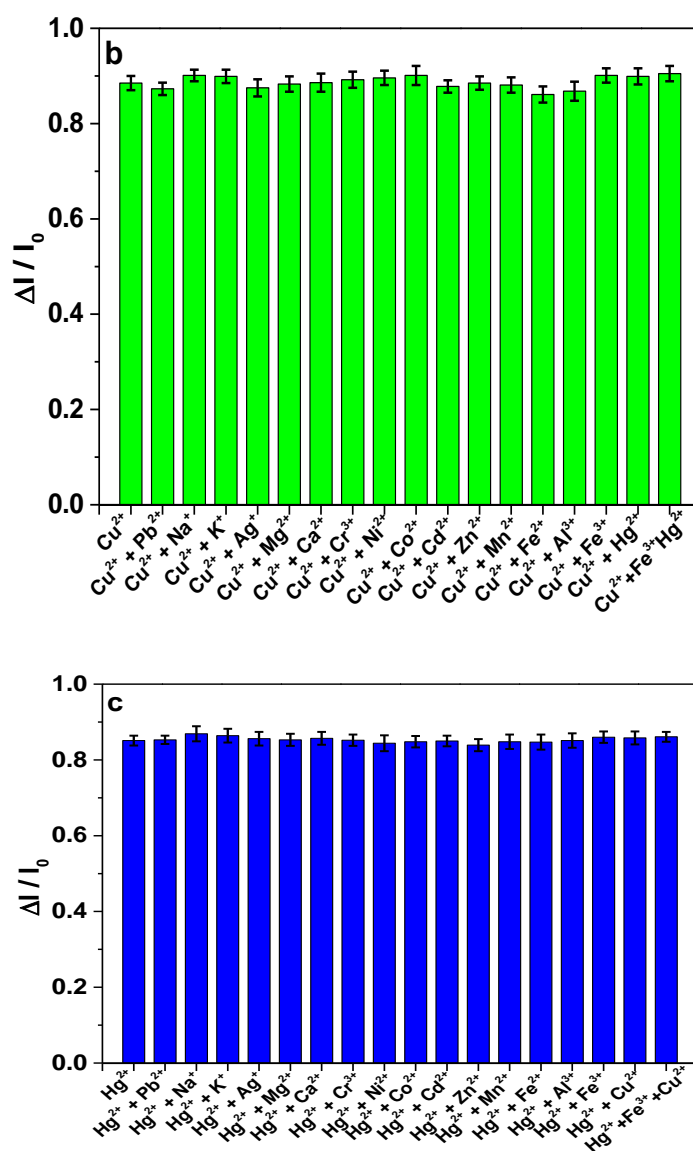 b
ΔI / I₀
1.0
0.8
0.6
0.4
0.2
0.0
Cu²⁺
Cu²⁺ + Pb²⁺
Cu²⁺ + Na⁺
Cu²⁺ + K⁺
Cu²⁺ + Ag⁺
Cu²⁺ + Mg²⁺
Cu²⁺ + Ca²⁺
Cu²⁺ + Cr³⁺
Cu²⁺ + Ni²⁺
Cu²⁺ + Co²⁺
Cu²⁺ + Cd²⁺
Cu²⁺ + Zn²⁺
Cu²⁺ + Mn²⁺
Cu²⁺ + Fe²⁺
Cu²⁺ + Al³⁺
Cu²⁺ + Fe³⁺
Cu²⁺ + Hg²⁺
Cu²⁺ +Fe³⁺Hg²⁺
c
ΔI / I₀
1.0
0.8
0.6
0.4
0.2
0.0
Hg²⁺
Hg²⁺ + Pb²⁺
Hg²⁺ + Na⁺
Hg²⁺ + K⁺
Hg²⁺ + Ag⁺
Hg²⁺ + Mg²⁺
Hg²⁺ + Ca²⁺
Hg²⁺ + Cr³⁺
Hg²⁺ + Ni²⁺
Hg²⁺ + Co²⁺
Hg²⁺ + Cd²⁺
Hg²⁺ + Zn²⁺
Hg²⁺ + Mn²⁺
Hg²⁺ + Fe²⁺
Hg²⁺ + Al³⁺
Hg²⁺ + Fe³⁺
Hg²⁺ + Cu²⁺
Hg²⁺ +Fe³⁺ +Cu²⁺